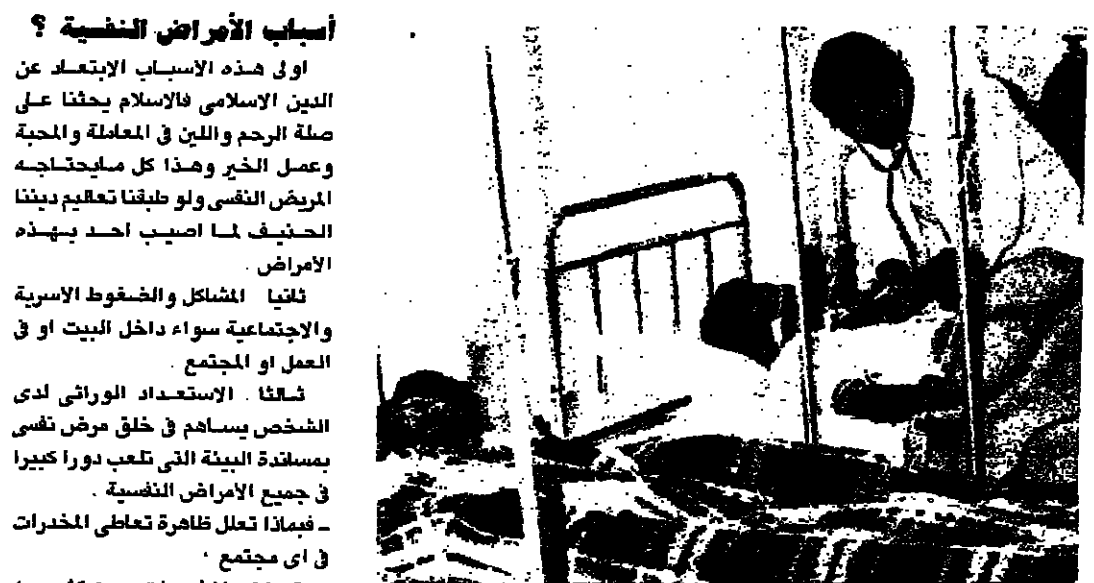 أسباب الأمراض النفسية ؟
اولى هذه الاسباب الابتعاد عن
الدين الاسلامى فالاسلام يحثنا على
صلة الرحم واللين فى المعاملة والمحبة
وعمل الخير وهذا كل مايحتاجه
المريض النفسى ولو طبقنا تعاليم ديننا
الحنيف لما اصيب احد بهذه
الامراض .
ثانيا المشاكل والضغوط الاسرية
والاجتماعية سواء داخل البيت او فى
العمل او المجتمع .
ثالثا . الاستعداد الوراثى لدى
الشخص يساهم فى خلق مرض نفسى
بمساندة البيئة التى تلعب دورا كبيرا
فى جميع الامراض النفسية .
ـ فبماذا تعلل ظاهرة تعاطى المخدرات
فى اى مجتمع